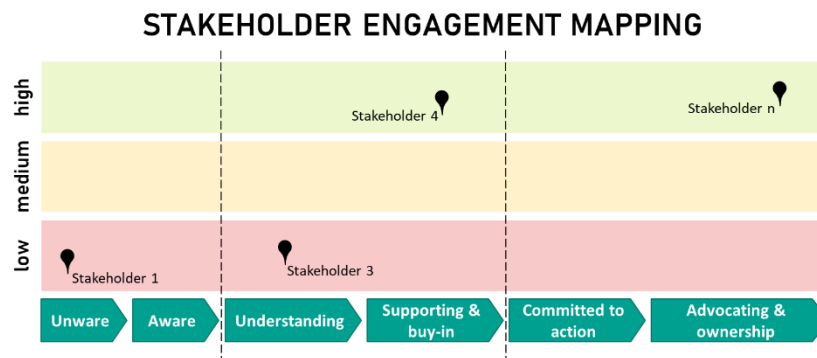 STAKEHOLDER ENGAGEMENT MAPPING
high
Stakeholder 4
Stakeholder n
medium
low
Stakeholder 1
Stakeholder 3
Unware
Aware
Understanding
Supporting &
buy-in
Committed to
action
Advocating &
ownership